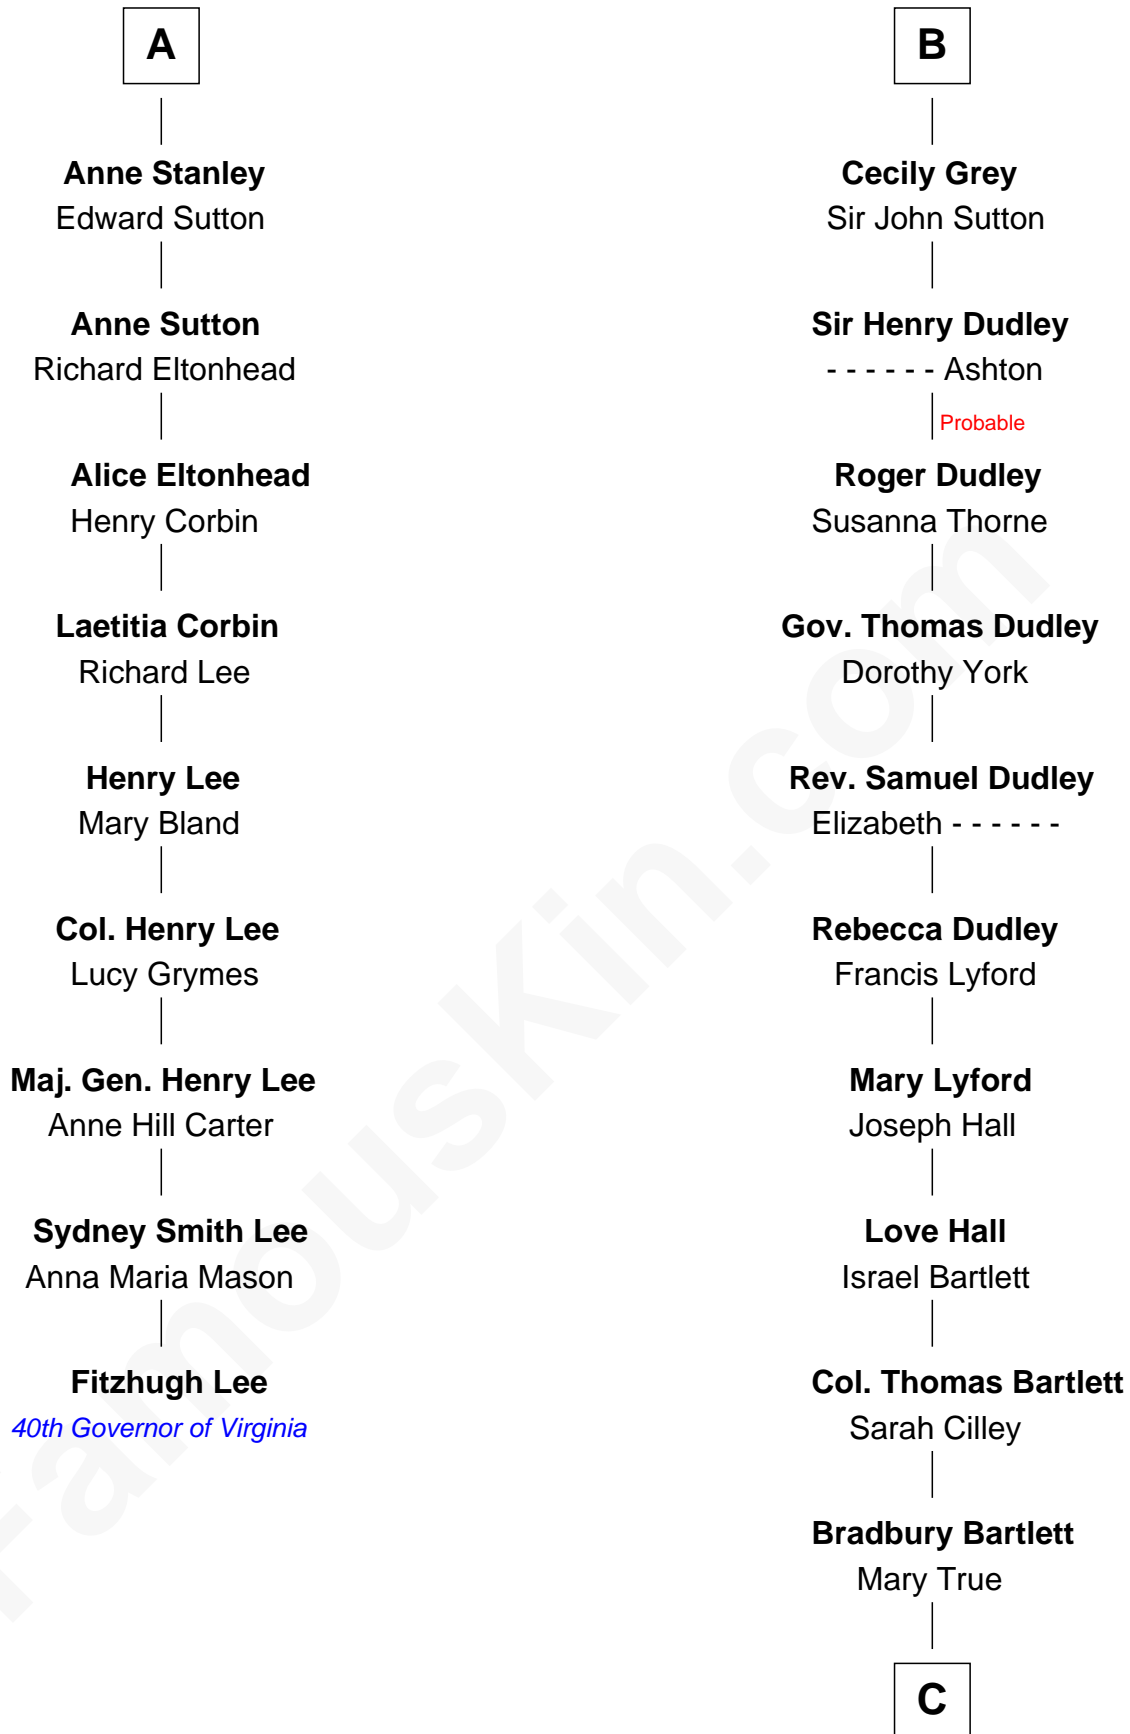 A
Anne Stanley
Edward Sutton
Anne Sutton
Richard Eltonhead
Alice Eltonhead
Henry Corbin
Laetitia Corbin
Richard Lee
Henry Lee
Mary Bland
Col. Henry Lee
Lucy Grymes
Maj. Gen. Henry Lee
Anne Hill Carter
Sydney Smith Lee
Anna Maria Mason
Fitzhugh Lee
40th Governor of Virginia
B
Cecily Grey
Sir John Sutton
Sir Henry Dudley
- - - - - - Ashton
Probable
Roger Dudley
Susanna Thorne
Gov. Thomas Dudley
Dorothy York
Rev. Samuel Dudley
Elizabeth - - - - - -
Rebecca Dudley
Francis Lyford
Mary Lyford
Joseph Hall
Love Hall
Israel Bartlett
Col. Thomas Bartlett
Sarah Cilley
Bradbury Bartlett
Mary True
C
FamousKin.com